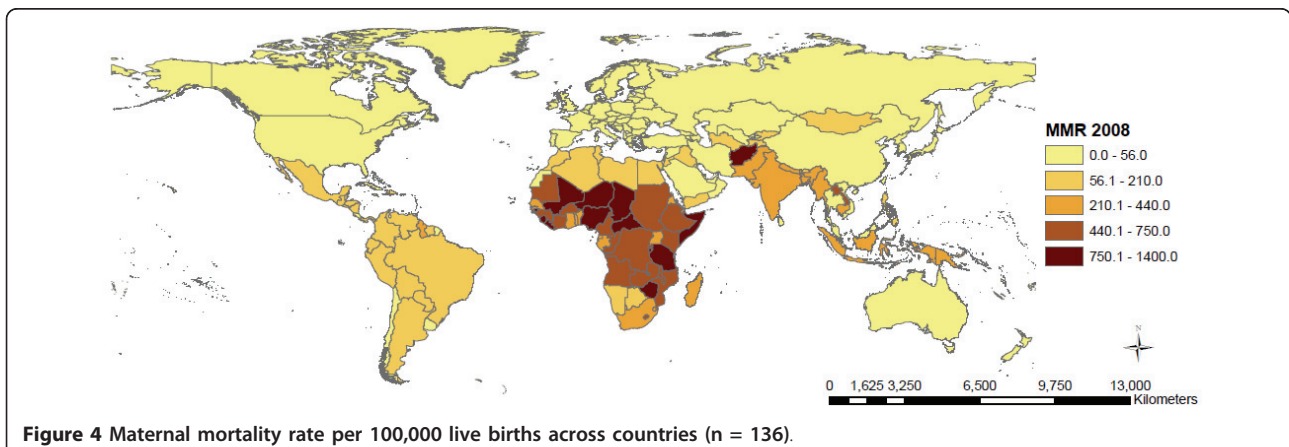 MMR 2008
0.0 - 56.0
56.1 - 210.0
210.1 - 440.0
440.1 - 750.0
750.1 - 1400.0
N
0 1,625 3,250 6,500 9,750 13,000
Kilometers
Figure 4 Maternal mortality rate per 100,000 live births across countries (n = 136).